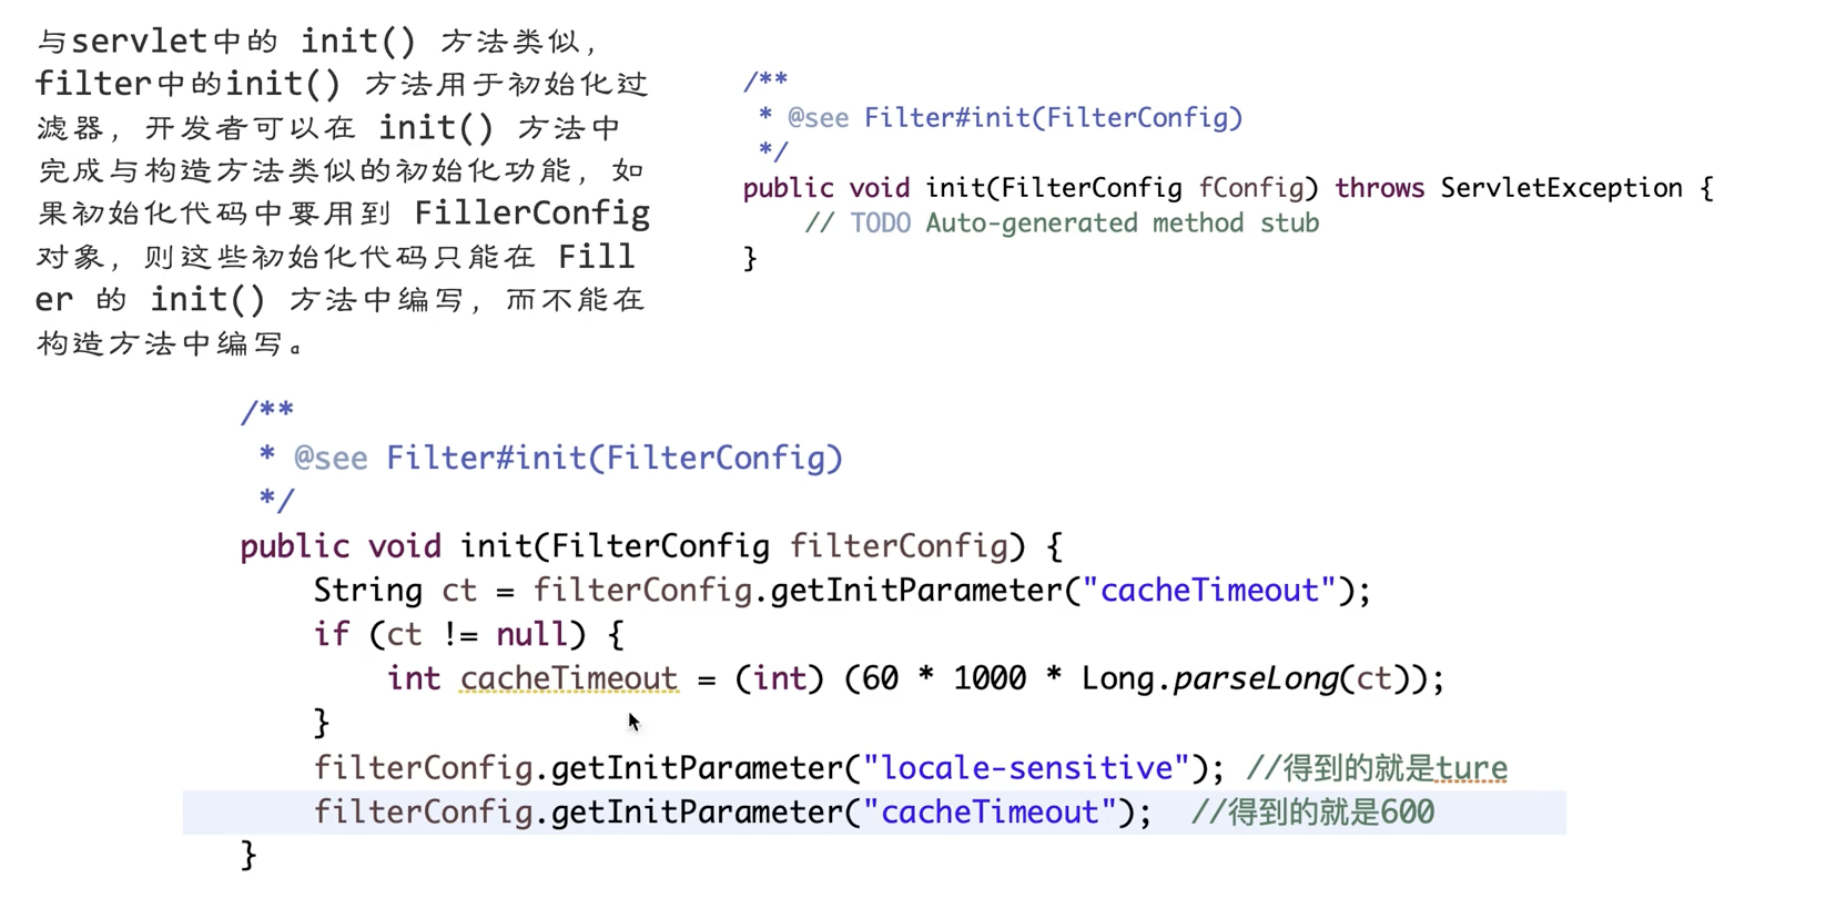 与servlet中的 init() 方法类似，
filter中的init() 方法用于初始化过
滤器，开发者可以在 init() 方法中
完成与构造方法类似的初始化功能，如
果初始化代码中要用到 FillerConfig
对象，则这些初始化代码只能在 Fill
er 的 init() 方法中编写，而不能在
构造方法中编写。
/**
 * @see Filter#init(FilterConfig)
 */
public void init(FilterConfig fConfig) throws ServletException {
    // TODO Auto-generated method stub
}
/**
 * @see Filter#init(FilterConfig)
 */
public void init(FilterConfig filterConfig) {
    String ct = filterConfig.getInitParameter("cacheTimeout");
    if (ct != null) {
        int cacheTimeout = (int) (60 * 1000 * Long.parseLong(ct));
    }
    filterConfig.getInitParameter("locale-sensitive"); //得到的就是ture
    filterConfig.getInitParameter("cacheTimeout");  //得到的就是600
}